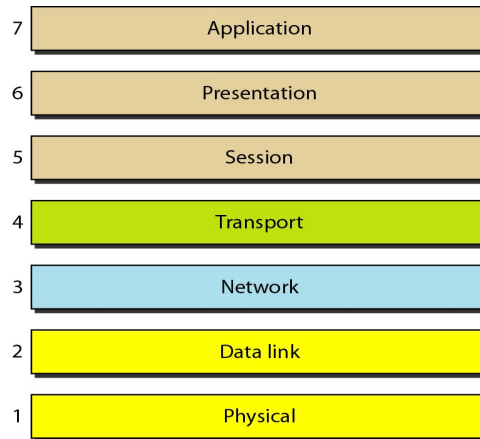 7 Application
6 Presentation
5 Session
4 Transport
3 Network
2 Data link
1 Physical